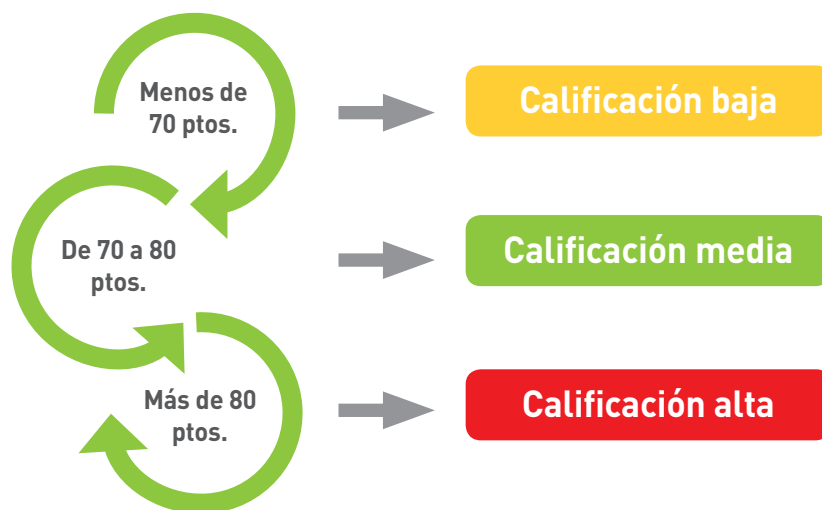 Menos de
70 ptos.
Calificación baja
De 70 a 80
ptos.
Calificación media
Más de 80
ptos.
Calificación alta